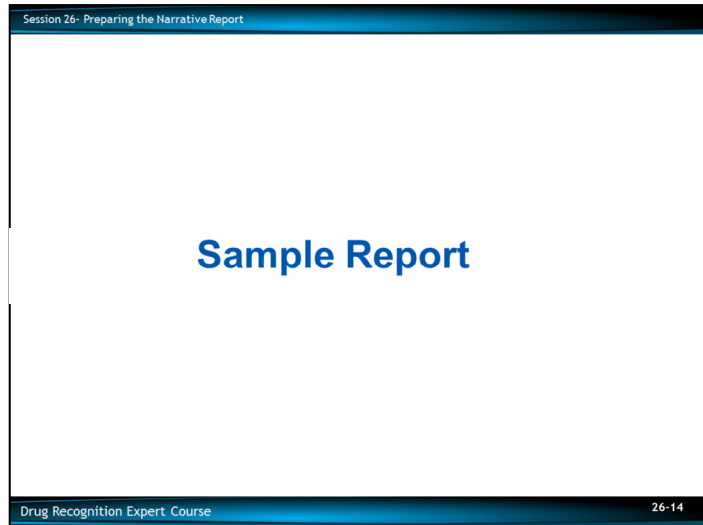 Session 26- Preparing the Narrative Report
Sample Report
Drug Recognition Expert Course
26-14